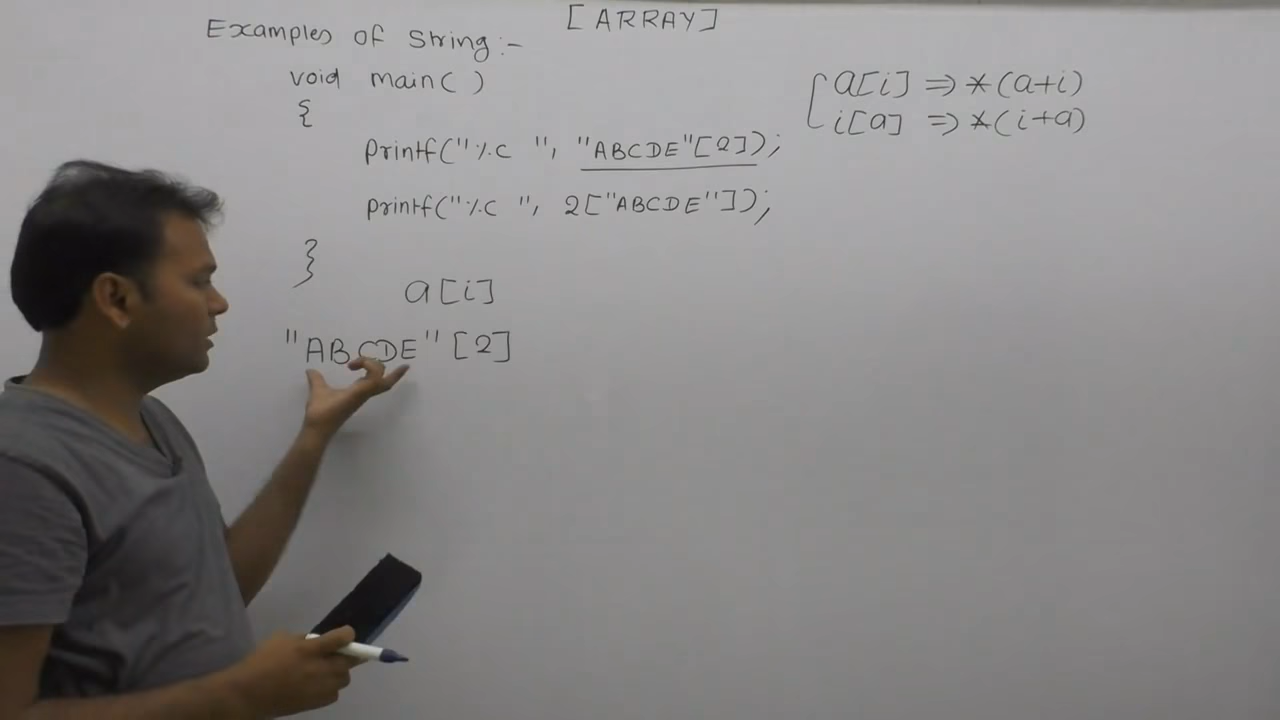 [ARRAY]
Examples of String:-
void main( )
{
printf("%c ", "ABCDE"[2]);
printf("%c ", 2["ABCDE"]);
}
a[i]
"ABCDE"[2]
a[i] => *(a+i)
i[a] => *(i+a)